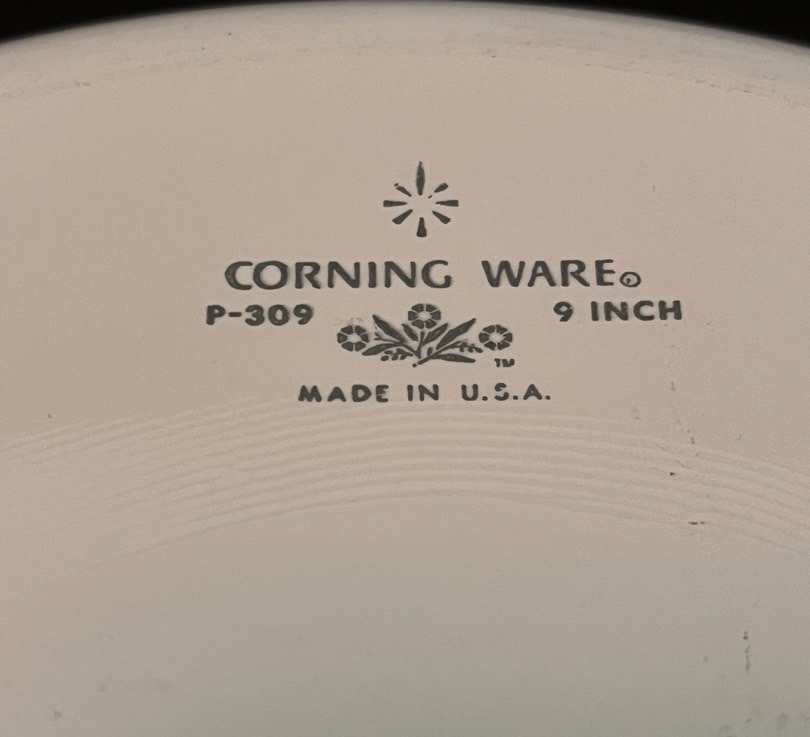 CORNING WARE®
P-309 9 INCH
TM
MADE IN U.S.A.